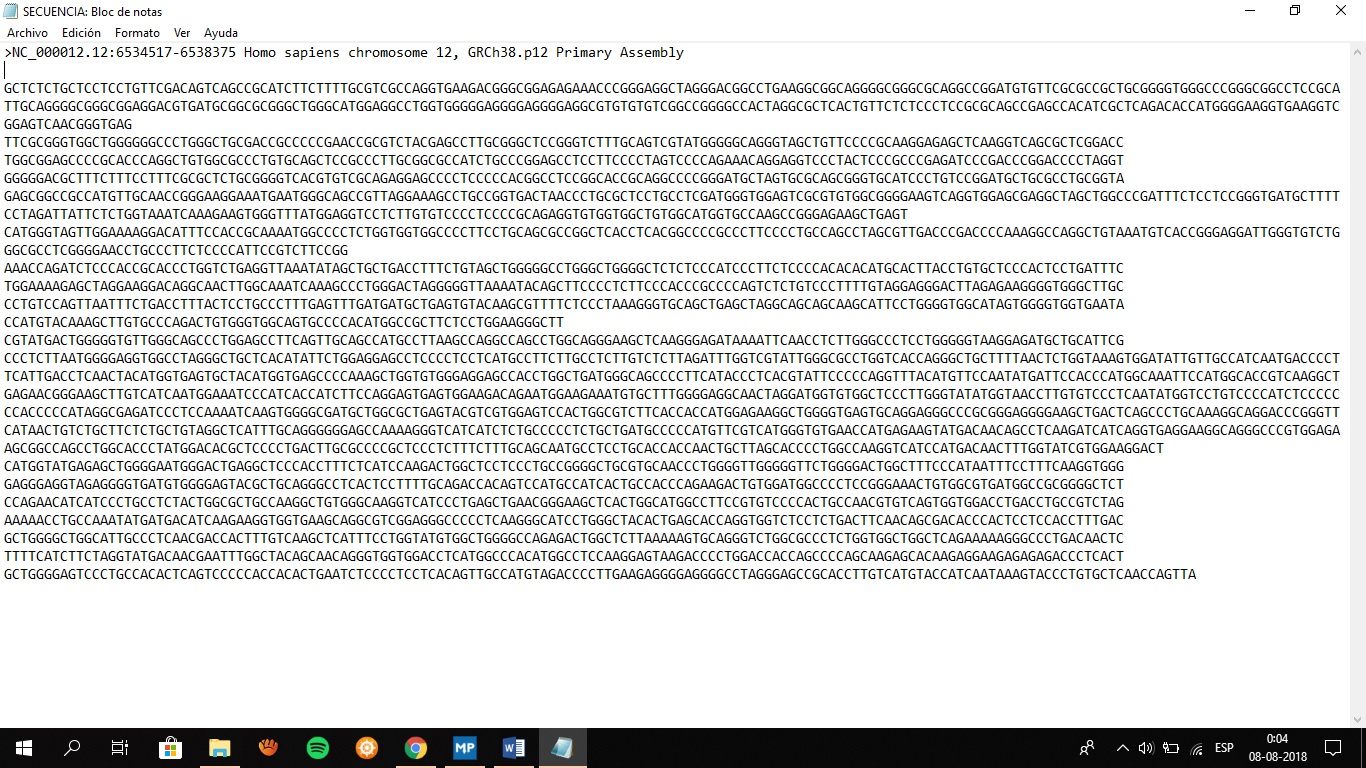 SECUENCIA: Bloc de notas
Archivo Edición Formato Ver Ayuda
>NC_000012.12:6534517-6538375 Homo sapiens chromosome 12, GRCh38.p12 Primary Assembly
GCTCTCTGCTCCTCCTGTTCGACAGTCAGCCGCATCTTCTTTTGCGTCGCCAGGTGAAGACGGGCGGAGAGAAACCCGGGAGGCTAGGGACGGCCTGAAGGCGGCAGGGGCGGGCGCAGGCCGGATGTGTTCGCGCCGCTGCGGGGTGGGCCCGGGCGGCCTCCGCA
TTGCAGGGGCGGGCGGAGGACGTGATGCGGCGCGGGCTGGGCATGGAGGCCTGGTGGGGGAGGGGAGGGGAGGCGTGTGTGTCGGCCGGGGCCACTAGGCGCTCACTGTTCTCTCCCTCCGCGCAGCCGAGCCACATCGCTCAGACACCATGGGGAAGGTGAAGGTC
GGAGTCAACGGGTGAG
TTCGCGGGTGGCTGGGGGGCCCTGGGCTGCGACCGCCCCCGAACCGCGTCTACGAGCCTTGCGGGCTCCGGGTCTTTGCAGTCGTATGGGGGCAGGGTAGCTGTTCCCCGCAAGGAGAGCTCAAGGTCAGCGCTCGGACC
TGGCGGAGCCCCGCACCCAGGCTGTGGCGCCCTGTGCAGCTCCGCCCTTGCGGCGCCATCTGCCCGGAGCCTCCTTCCCCTAGTCCCCAGAAACAGGAGGTCCCTACTCCCGCCCGAGATCCCGACCCGGACCCCTAGGT
GGGGGACGCTTTCTTTCCTTTCGCGCTCTGCGGGGTCACGTGTCGCAGAGGAGCCCCTCCCCCACGGCCTCCGGCACCGCAGGCCCCGGGATGCTAGTGCGCAGCGGGTGCATCCCTGTCCGGATGCTGCGCCTGCGGTA
GAGCGGCCGCCATGTTGCAACCGGGAAGGAAATGAATGGGCAGCCGTTAGGAAAGCCTGCCGGTGACTAACCCTGCGCTCCTGCCTCGATGGGTGGAGTCGCGTGTGGCGGGGAAGTCAGGTGGAGCGAGGCTAGCTGGCCCGATTTCTCCTCCGGGTGATGCTTTT
CCTAGATTATTCTCTGGTAAATCAAAGAAGTGGGTTTATGGAGGTCCTCTTGTGTCCCCTCCCCGCAGAGGTGTGGTGGCTGTGGCATGGTGCCAAGCCGGGAGAAGCTGAGT
CATGGGTAGTTGGAAAAGGACATTTCCACCGCAAAATGGCCCCTCTGGTGGTGGCCCCTTCCTGCAGCGCCGGCTCACCTCACGGCCCCGCCCTTCCCCTGCCAGCCTAGCGTTGACCCGACCCCAAAGGCCAGGCTGTAAATGTCACCGGGAGGATTGGGTGTCTG
GGCGCCTCGGGGAACCTGCCCTTCTCCCCATTCCGTCTTCCGG
AAACCAGATCTCCCACCGCACCCTGGTCTGAGGTTAAATATAGCTGCTGACCTTTCTGTAGCTGGGGGCCTGGGCTGGGGCTCTCTCCCATCCCTTCTCCCCACACACATGCACTTACCTGTGCTCCCACTCCTGATTTC
TGGAAAAGAGCTAGGAAGGACAGGCAACTTGGCAAATCAAAGCCCTGGGACTAGGGGGTTAAAATACAGCTTCCCCTCTTCCCACCCGCCCCAGTCTCTGTCCCTTTTGTAGGAGGGACTTAGAGAAGGGGTGGGCTTGC
CCTGTCCAGTTAATTTCTGACCTTTACTCCTGCCCTTTGAGTTTGATGATGCTGAGTGTACAAGCGTTTTCTCCCTAAAGGGTGCAGCTGAGCTAGGCAGCAGCAAGCATTCCTGGGGTGGCATAGTGGGGTGGTGAATA
CCATGTACAAAGCTTGTGCCCAGACTGTGGGTGGCAGTGCCCCACATGGCCGCTTCTCCTGGAAGGGCTT
CGTATGACTGGGGGTGTTGGGCAGCCCTGGAGCCTTCAGTTGCAGCCATGCCTTAAGCCAGGCCAGCCTGGCAGGGAAGCTCAAGGGAGATAAAATTCAACCTCTTGGGCCCTCCTGGGGGTAAGGAGATGCTGCATTCG
CCCTCTTAATGGGGAGGTGGCCTAGGGCTGCTCACATATTCTGGAGGAGCCTCCCCTCCTCATGCCTTCTTGCCTCTTGTCTCTTAGATTTGGTCGTATTGGGCGCCTGGTCACCAGGGCTGCTTTTAACTCTGGTAAAGTGGATATTGTTGCCATCAATGACCCCT
TCATTGACCTCAACTACATGGTGAGTGCTACATGGTGAGCCCCAAAGCTGGTGTGGGAGGAGCCACCTGGCTGATGGGCAGCCCCTTCATACCCTCACGTATTCCCCCAGGTTTACATGTTCCAATATGATTCCACCCATGGCAAATTCCATGGCACCGTCAAGGCT
GAGAACGGGAAGCTTGTCATCAATGGAAATCCCATCACCATCTTCCAGGAGTGAGTGGAAGACAGAATGGAAGAAATGTGCTTTGGGGAGGCAACTAGGATGGTGTGGCTCCCTTGGGTATATGGTAACCTTGTGTCCCTCAATATGGTCCTGTCCCCATCTCCCCC
CCACCCCCATAGGCGAGATCCCTCCAAAATCAAGTGGGGCGATGCTGGCGCTGAGTACGTCGTGGAGTCCACTGGCGTCTTCACCACCATGGAGAAGGCTGGGGTGAGTGCAGGAGGGCCCGCGGGAGGGGAAGCTGACTCAGCCCTGCAAAGGCAGGACCCGGGTT
CATAACTGTCTGCTTCTCTGCTGTAGGCTCATTTGCAGGGGGGAGCCAAAAGGGTCATCATCTCTGCCCCCTCTGCTGATGCCCCCATGTTCGTCATGGGTGTGAACCATGAGAAGTATGACAACAGCCTCAAGATCATCAGGTGAGGAAGGCAGGGCCCGTGGAGA
AGCGGCCAGCCTGGCACCCTATGGACACGCTCCCCTGACTTGCGCCCCGCTCCCTCTTTCTTTGCAGCAATGCCTCCTGCACCACCAACTGCTTAGCACCCCTGGCCAAGGTCATCCATGACAACTTTGGTATCGTGGAAGGACT
CATGGTATGAGAGCTGGGGAATGGGACTGAGGCTCCCACCTTTCTCATCCAAGACTGGCTCCTCCCTGCCGGGGCTGCGTGCAACCCTGGGGTTGGGGGTTCTGGGGACTGGCTTTCCCATAATTTCCTTTCAAGGTGGG
GAGGGAGGTAGAGGGGTGATGTGGGGAGTACGCTGCAGGGCCTCACTCCTTTTGCAGACCACAGTCCATGCCATCACTGCCACCCAGAAGACTGTGGATGGCCCCTCCGGGAAACTGTGGCGTGATGGCCGCGGGGCTCT
CCAGAACATCATCCCTGCCTCTACTGGCGCTGCCAAGGCTGTGGGCAAGGTCATCCCTGAGCTGAACGGGAAGCTCACTGGCATGGCCTTCCGTGTCCCCACTGCCAACGTGTCAGTGGTGGACCTGACCTGCCGTCTAG
AAAAACCTGCCAAATATGATGACATCAAGAAGGTGGTGAAGCAGGCGTCGGAGGGCCCCCTCAAGGGCATCCTGGGCTACACTGAGCACCAGGTGGTCTCCTCTGACTTCAACAGCGACACCCACTCCTCCACCTTTGAC
GCTGGGGCTGGCATTGCCCTCAACGACCACTTTGTCAAGCTCATTTCCTGGTATGTGGCTGGGGCCAGAGACTGGCTCTTAAAAAGTGCAGGGTCTGGCGCCCTCTGGTGGCTGGCTCAGAAAAAGGGCCCTGACAACTC
TTTTCATCTTCTAGGTATGACAACGAATTTGGCTACAGCAACAGGGTGGTGGACCTCATGGCCCACATGGCCTCCAAGGAGTAAGACCCCTGGACCACCAGCCCCAGCAAGAGCACAAGAGGAAGAGAGAGACCCTCACT
GCTGGGGAGTCCCTGCCACACTCAGTCCCCCACCACACTGAATCTCCCCTCCTCACAGTTGCCATGTAGACCCCTTGAAGAGGGGAGGGGCCTAGGGAGCCGCACCTTGTCATGTACCATCAATAAAGTACCCTGTGCTCAACCAGTTA
MP
W
ESP
0:04
08-08-2018